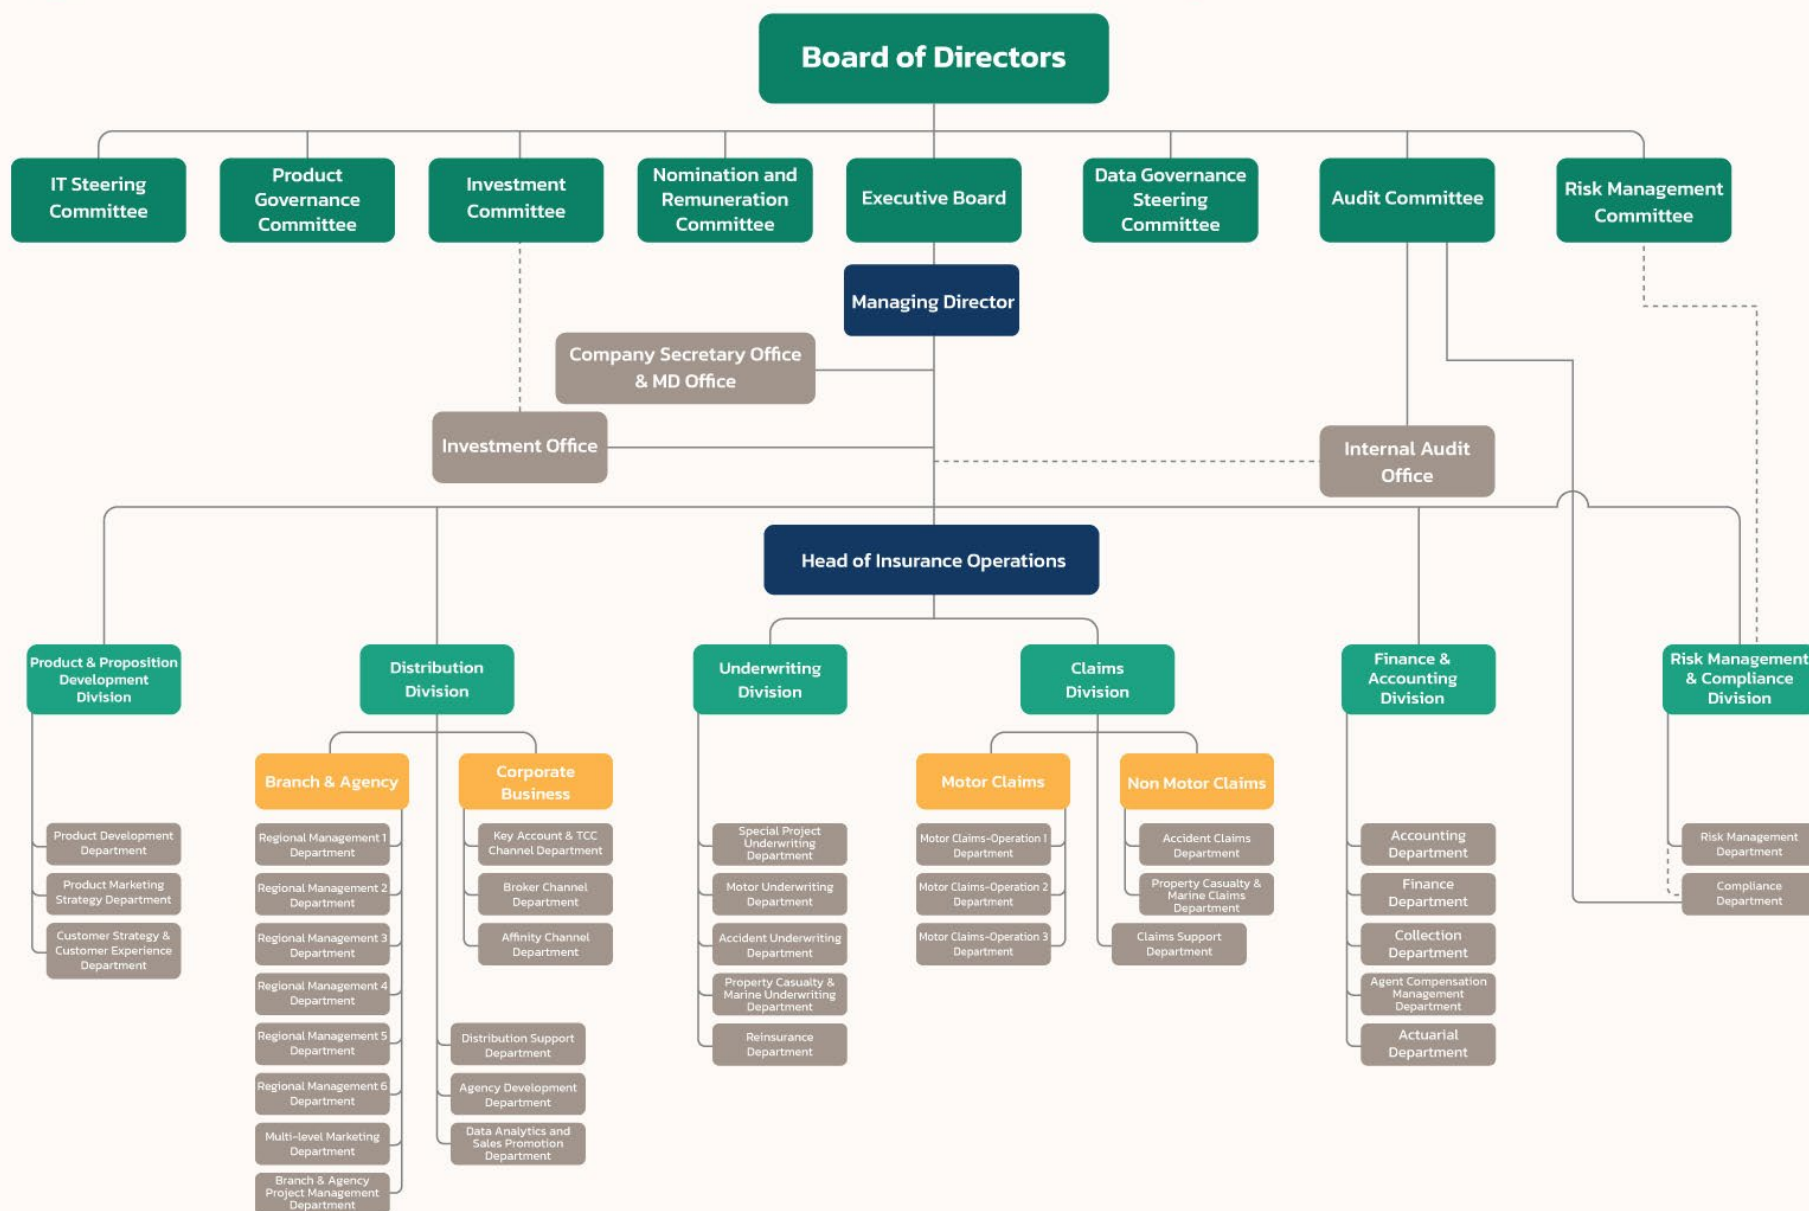 Board of Directors
IT Steering
Committee
Product
Governance
Committee
Investment
Committee
Nomination and
Remuneration
Committee
Executive Board
Data Governance
Steering
Committee
Audit Committee
Risk Management
Committee
Managing Director
Company Secretary Office
& MD Office
Investment Office
Internal Audit
Office
Head of Insurance Operations
Product & Proposition
Development
Division
Distribution
Division
Underwriting
Division
Claims
Division
Finance &
Accounting
Division
Risk Management
& Compliance
Division
Product Development
Department
Product Marketing
Strategy Department
Customer Strategy &
Customer Experience
Department
Branch & Agency
Regional Management 1
Department
Regional Management 2
Department
Regional Management 3
Department
Regional Management 4
Department
Regional Management 5
Department
Regional Management 6
Department
Multi-level Marketing
Department
Branch & Agency
Project Management
Department
Corporate
Business
Key Account & TCC
Channel Department
Broker Channel
Department
Affinity Channel
Department
Distribution Support
Department
Agency Development
Department
Data Analytics and
Sales Promotion
Department
Special Project
Underwriting
Department
Motor Underwriting
Department
Accident Underwriting
Department
Property Casualty &
Marine Underwriting
Department
Reinsurance
Department
Motor Claims
Motor Claims-Operation 1
Department
Motor Claims-Operation 2
Department
Motor Claims-Operation 3
Department
Non Motor Claims
Accident Claims
Department
Property Casualty &
Marine Claims
Department
Claims Support
Department
Accounting
Department
Finance
Department
Collection
Department
Agent Compensation
Management
Department
Actuarial
Department
Risk Management
Department
Compliance
Department